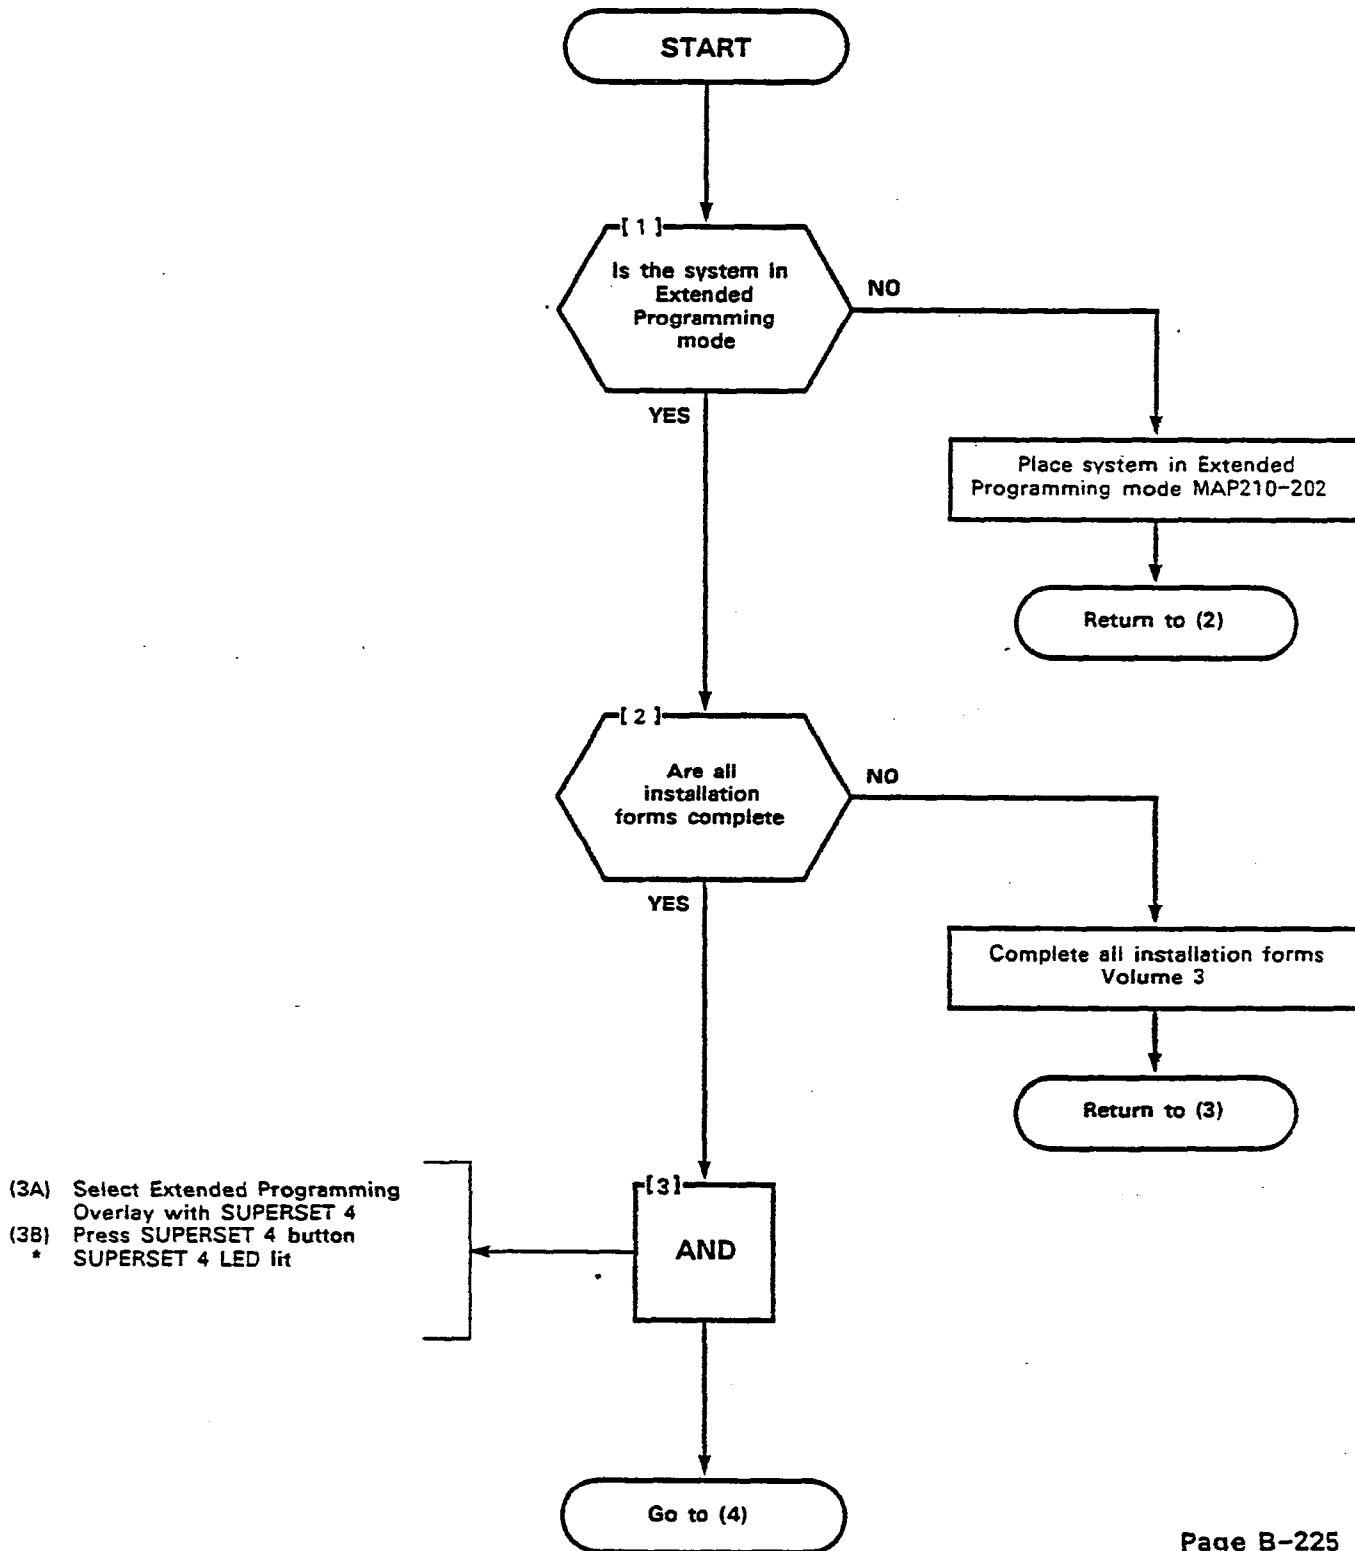 START
[ 1 ]
Is the system in
Extended
Programming
mode
NO
YES
Place system in Extended
Programming mode MAP210-202
Return to (2)
[ 2 ]
Are all
installation
forms complete
NO
YES
Complete all installation forms
Volume 3
Return to (3)
[3]
AND
(3A) Select Extended Programming
Overlay with SUPERSET 4
(3B) Press SUPERSET 4 button
* SUPERSET 4 LED lit
Go to (4)
Page B-225